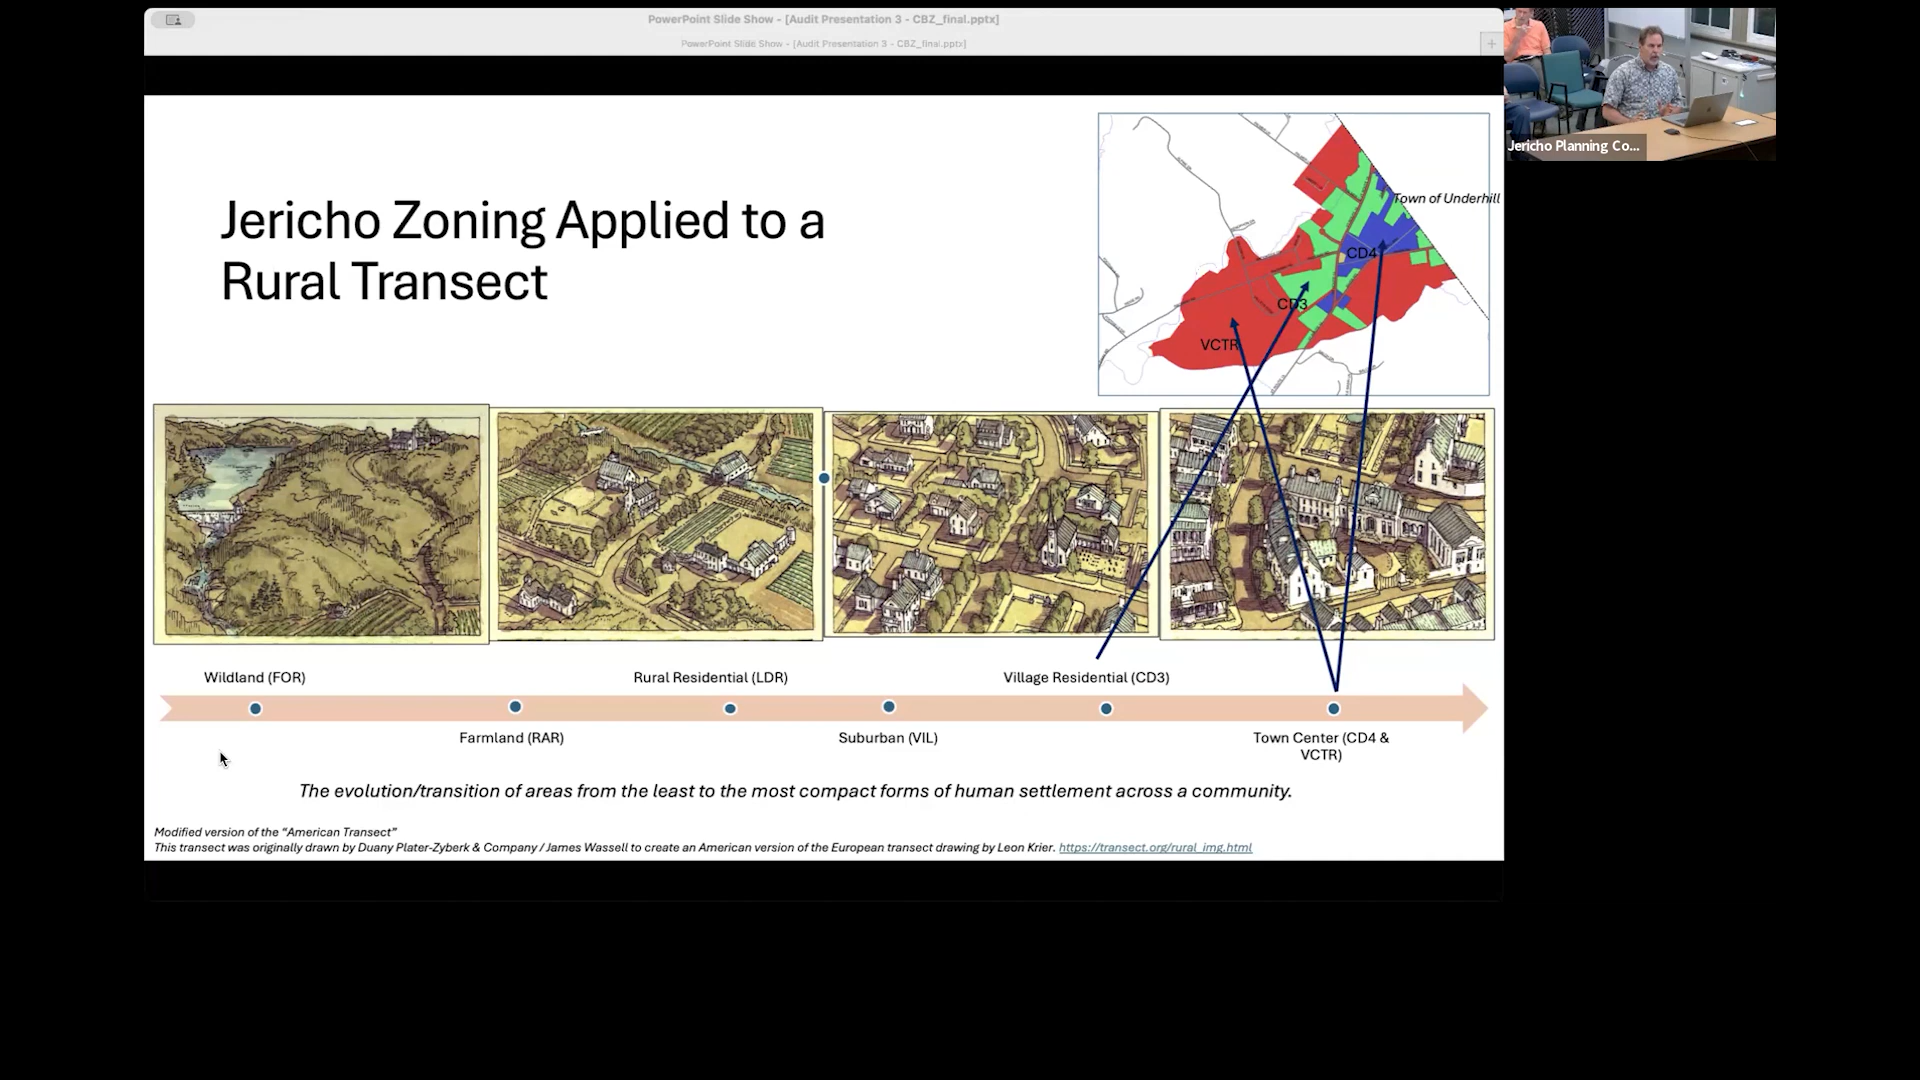 PowerPoint Slide Show - [Audit Presentation 3 - CBZ_final.pptx]
PowerPoint Slide Show - [Audit Presentation 3 - CBZ_final.pptx]
Jericho Planning Co...
Jericho Zoning Applied to a
Rural Transect
Town of Underhill
CD4
CD3
VCTR
Wildland (FOR)
Rural Residential (LDR)
Village Residential (CD3)
Farmland (RAR)
Suburban (VIL)
Town Center (CD4 &
VCTR)
The evolution/transition of areas from the least to the most compact forms of human settlement across a community.
Modified version of the “American Transect”
This transect was originally drawn by Duany Plater-Zyberk & Company / James Wassell to create an American version of the European transect drawing by Leon Krier. https://transect.org/rural_img.html